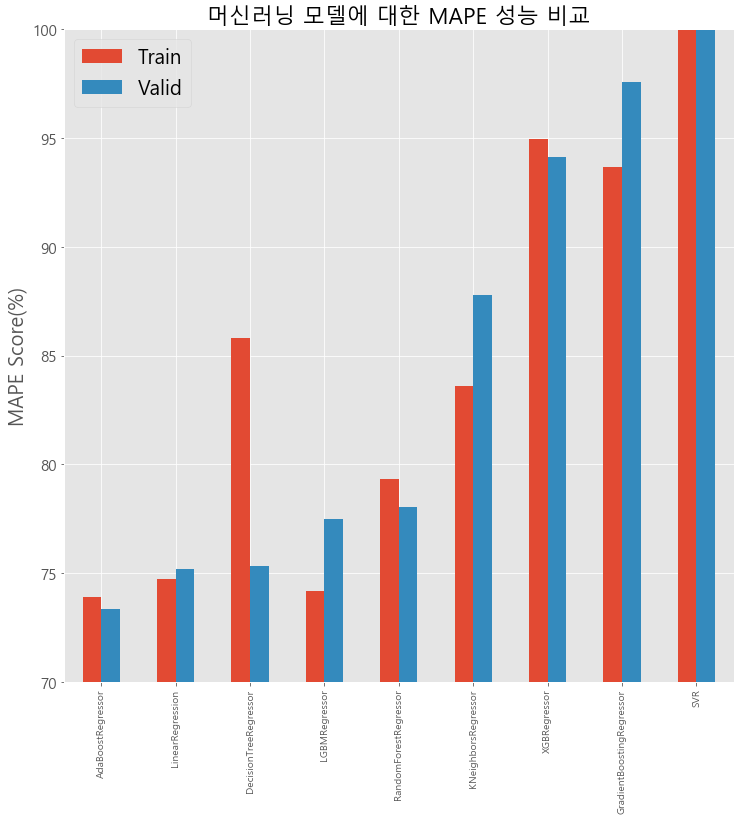 머신러닝 모델에 대한 MAPE 성능 비교
Train
Valid
MAPE Score(%)
100
95
90
85
80
75
70
AdaBoostRegressor
LinearRegression
DecisionTreeRegressor
LGBMRegressor
RandomForestRegressor
KNeighborsRegressor
XGBRegressor
GradientBoostingRegressor
SVR